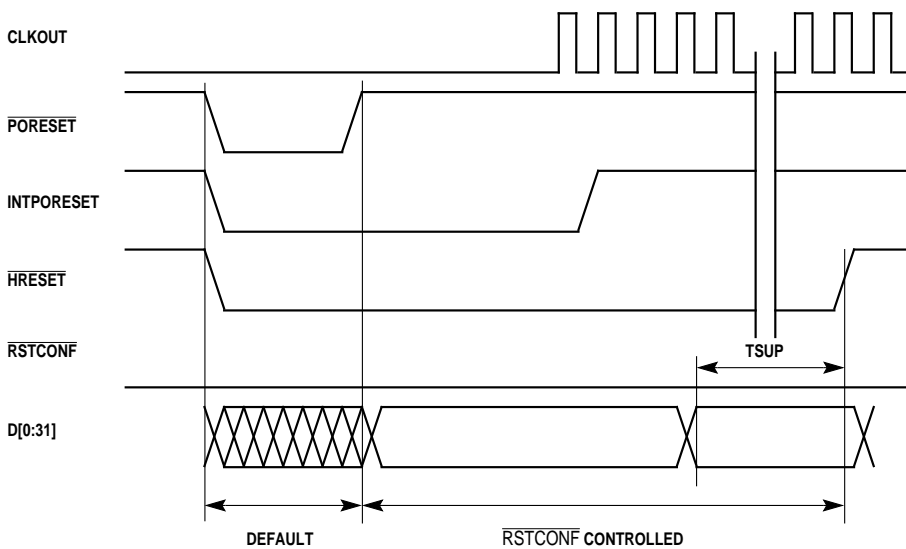 CLKOUT
PORESET
INTPORESET
HRESET
RSTCONF
TSUP
D[0:31]
DEFAULT
RSTCONF CONTROLLED